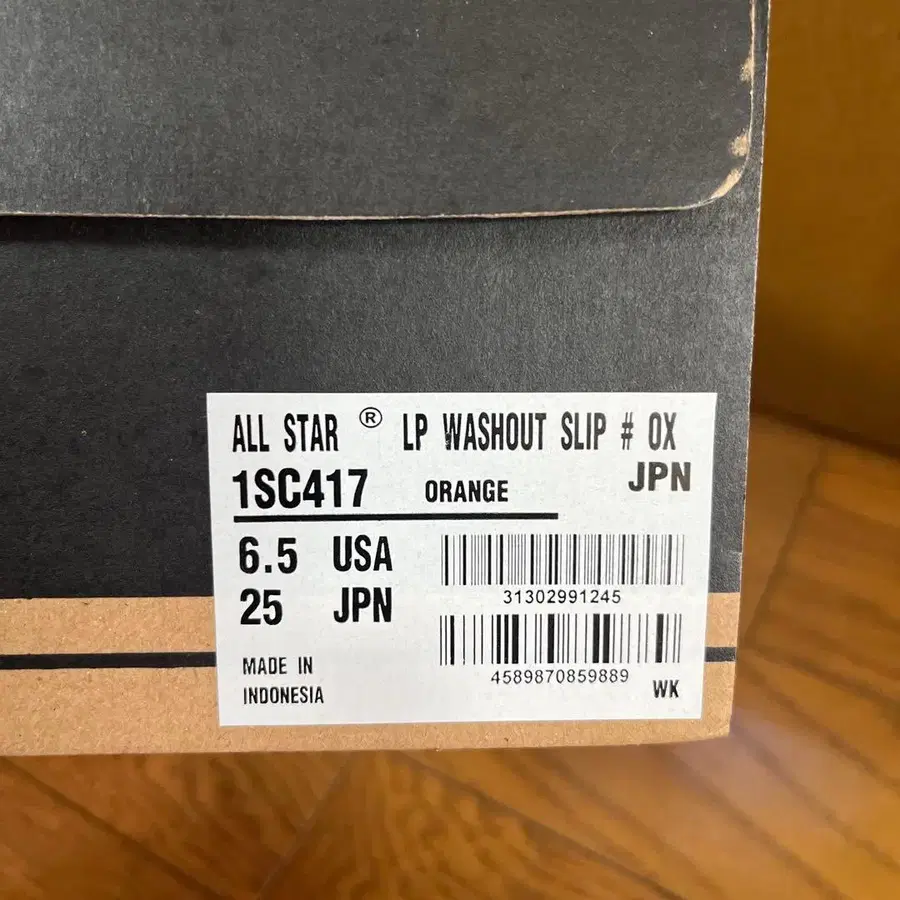 ALL STAR ® LP WASHOUT SLIP # OX
1SC417 ORANGE JPN
6.5 USA
31302991245
25 JPN
4589870859889
MADE IN
INDONESIA
WK